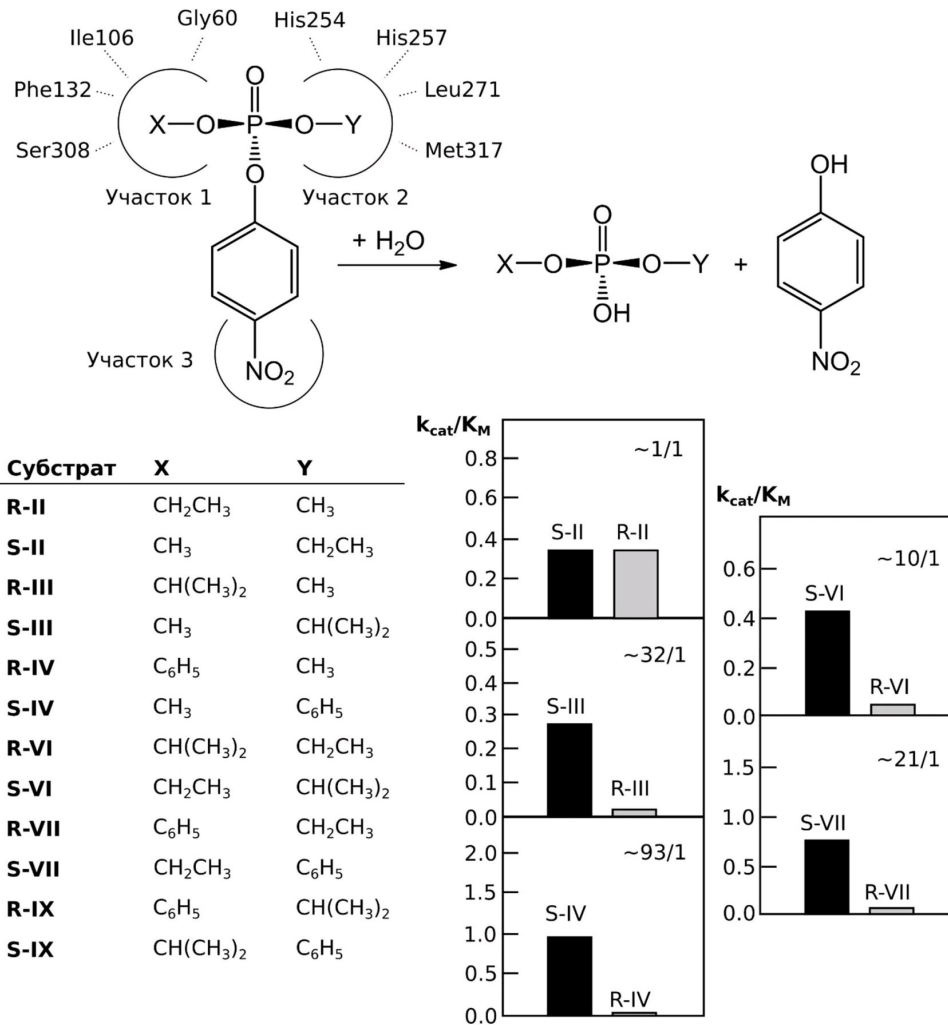 Gly60
His254
Ile106
His257
Phe132
Leu271
Ser308
Met317
O
X—O P O—Y
O
Участок 1
Участок 2
+ H₂O
Участок 3
NO₂
O
X—O P O—Y
OH
+
OH
NO₂
Субстрат X Y
R-II CH₂CH₃ CH₃
S-II CH₃ CH₂CH₃
R-III CH(CH₃)₂ CH₃
S-III CH₃ CH(CH₃)₂
R-IV C₆H₅ CH₃
S-IV CH₃ C₆H₅
R-VI CH(CH₃)₂ CH₂CH₃
S-VI CH₂CH₃ CH(CH₃)₂
R-VII C₆H₅ CH₂CH₃
S-VII CH₂CH₃ C₆H₅
R-IX C₆H₅ CH(CH₃)₂
S-IX CH(CH₃)₂ C₆H₅
k_cat/K_M
~1/1
0.8
0.6
0.4
0.2
0.0
S-II R-II
~32/1
0.5
0.4
0.3
0.2
0.1
0.0
S-III
R-III
~93/1
2.0
1.5
1.0
0.5
0.0
S-IV
R-IV
k_cat/K_M
~10/1
0.6
0.4
0.2
0.0
S-VI
R-VI
~21/1
1.5
1.0
0.5
0.0
S-VII
R-VII